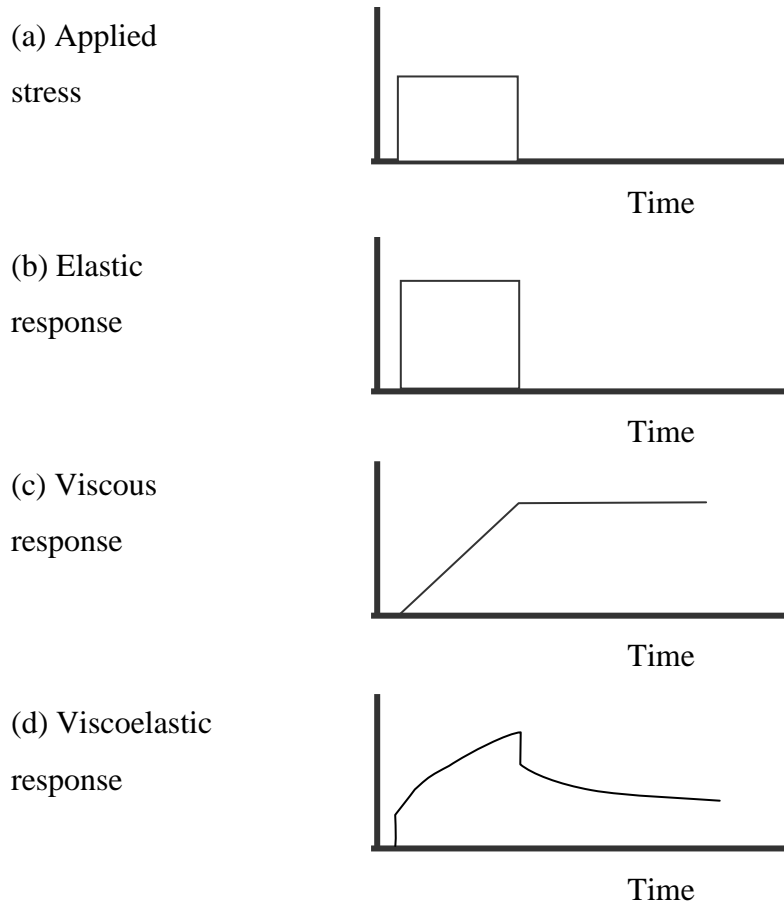 (a) Applied
stress
Time
(b) Elastic
response
Time
(c) Viscous
response
Time
(d) Viscoelastic
response
Time